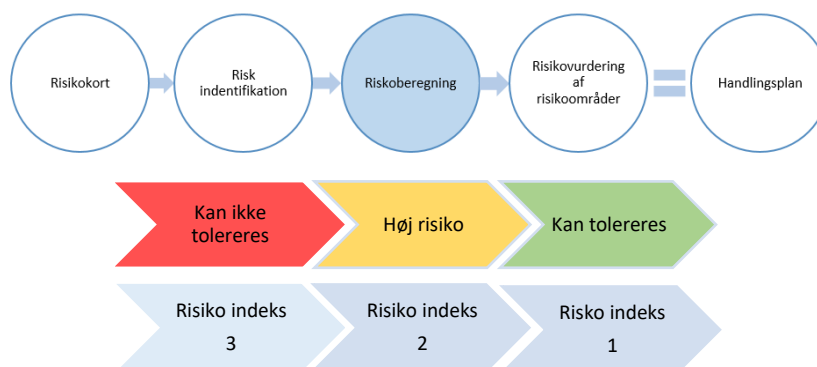 Risikokort
Risk
indentifikation
Riskoberegning
Risikovurdering
af
risikoområder
Handlingsplan
Kan ikke
tolereres
Høj risiko
Kan tolereres
Risiko indeks
3
Risiko indeks
2
Risko indeks
1